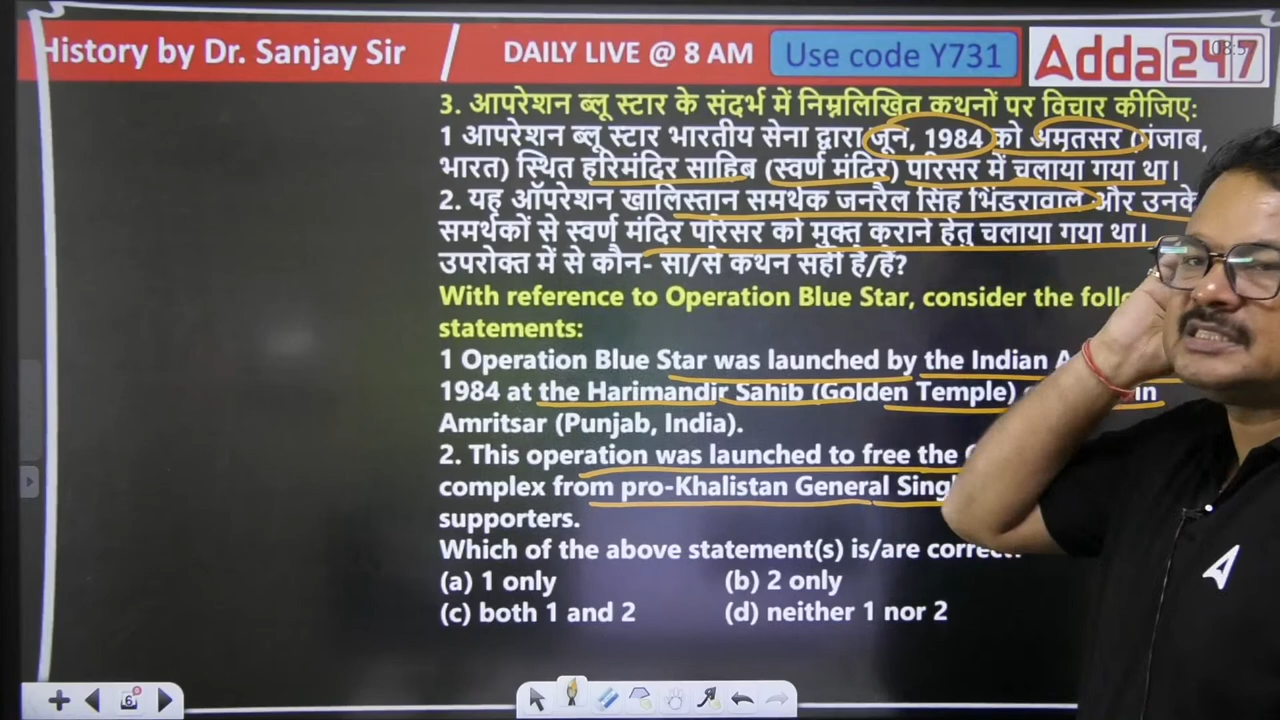 History by Dr. Sanjay Sir
DAILY LIVE @ 8 AM
Use code Y731
Adda 247
3. आपरेशन ब्लू स्टार के संदर्भ में निम्नलिखित कथनों पर विचार कीजिए:
1 आपरेशन ब्लू स्टार भारतीय सेना द्वारा जून, 1984 को अमृतसर (पंजाब,
भारत) स्थित हरिमंदिर साहिब (स्वर्ण मंदिर) परिसर में चलाया गया था।
2. यह ऑपरेशन खालिस्तान समर्थक जनरैल सिंह भिंडरावाले और उनके
समर्थकों से स्वर्ण मंदिर परिसर को मुक्त कराने हेतु चलाया गया था।
उपरोक्त में से कौन- सा/से कथन सही है/हैं?
With reference to Operation Blue Star, consider the
statements:
1 Operation Blue Star was launched by the Indian
1984 at the Harimandir Sahib (Golden Temple) in
Amritsar (Punjab, India).
2. This operation was launched to free the
complex from pro-Khalistan General
supporters.
Which of the above statement(s) is/are correct?
(a) 1 only (b) 2 only
(c) both 1 and 2 (d) neither 1 nor 2
6